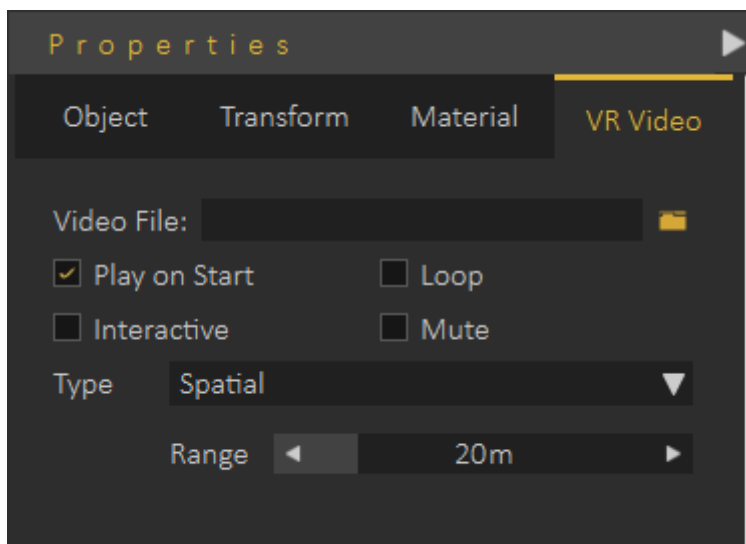 Properties
Object Transform Material VR Video
Video File:
Play on Start Loop
Interactive Mute
Type Spatial
Range 20m